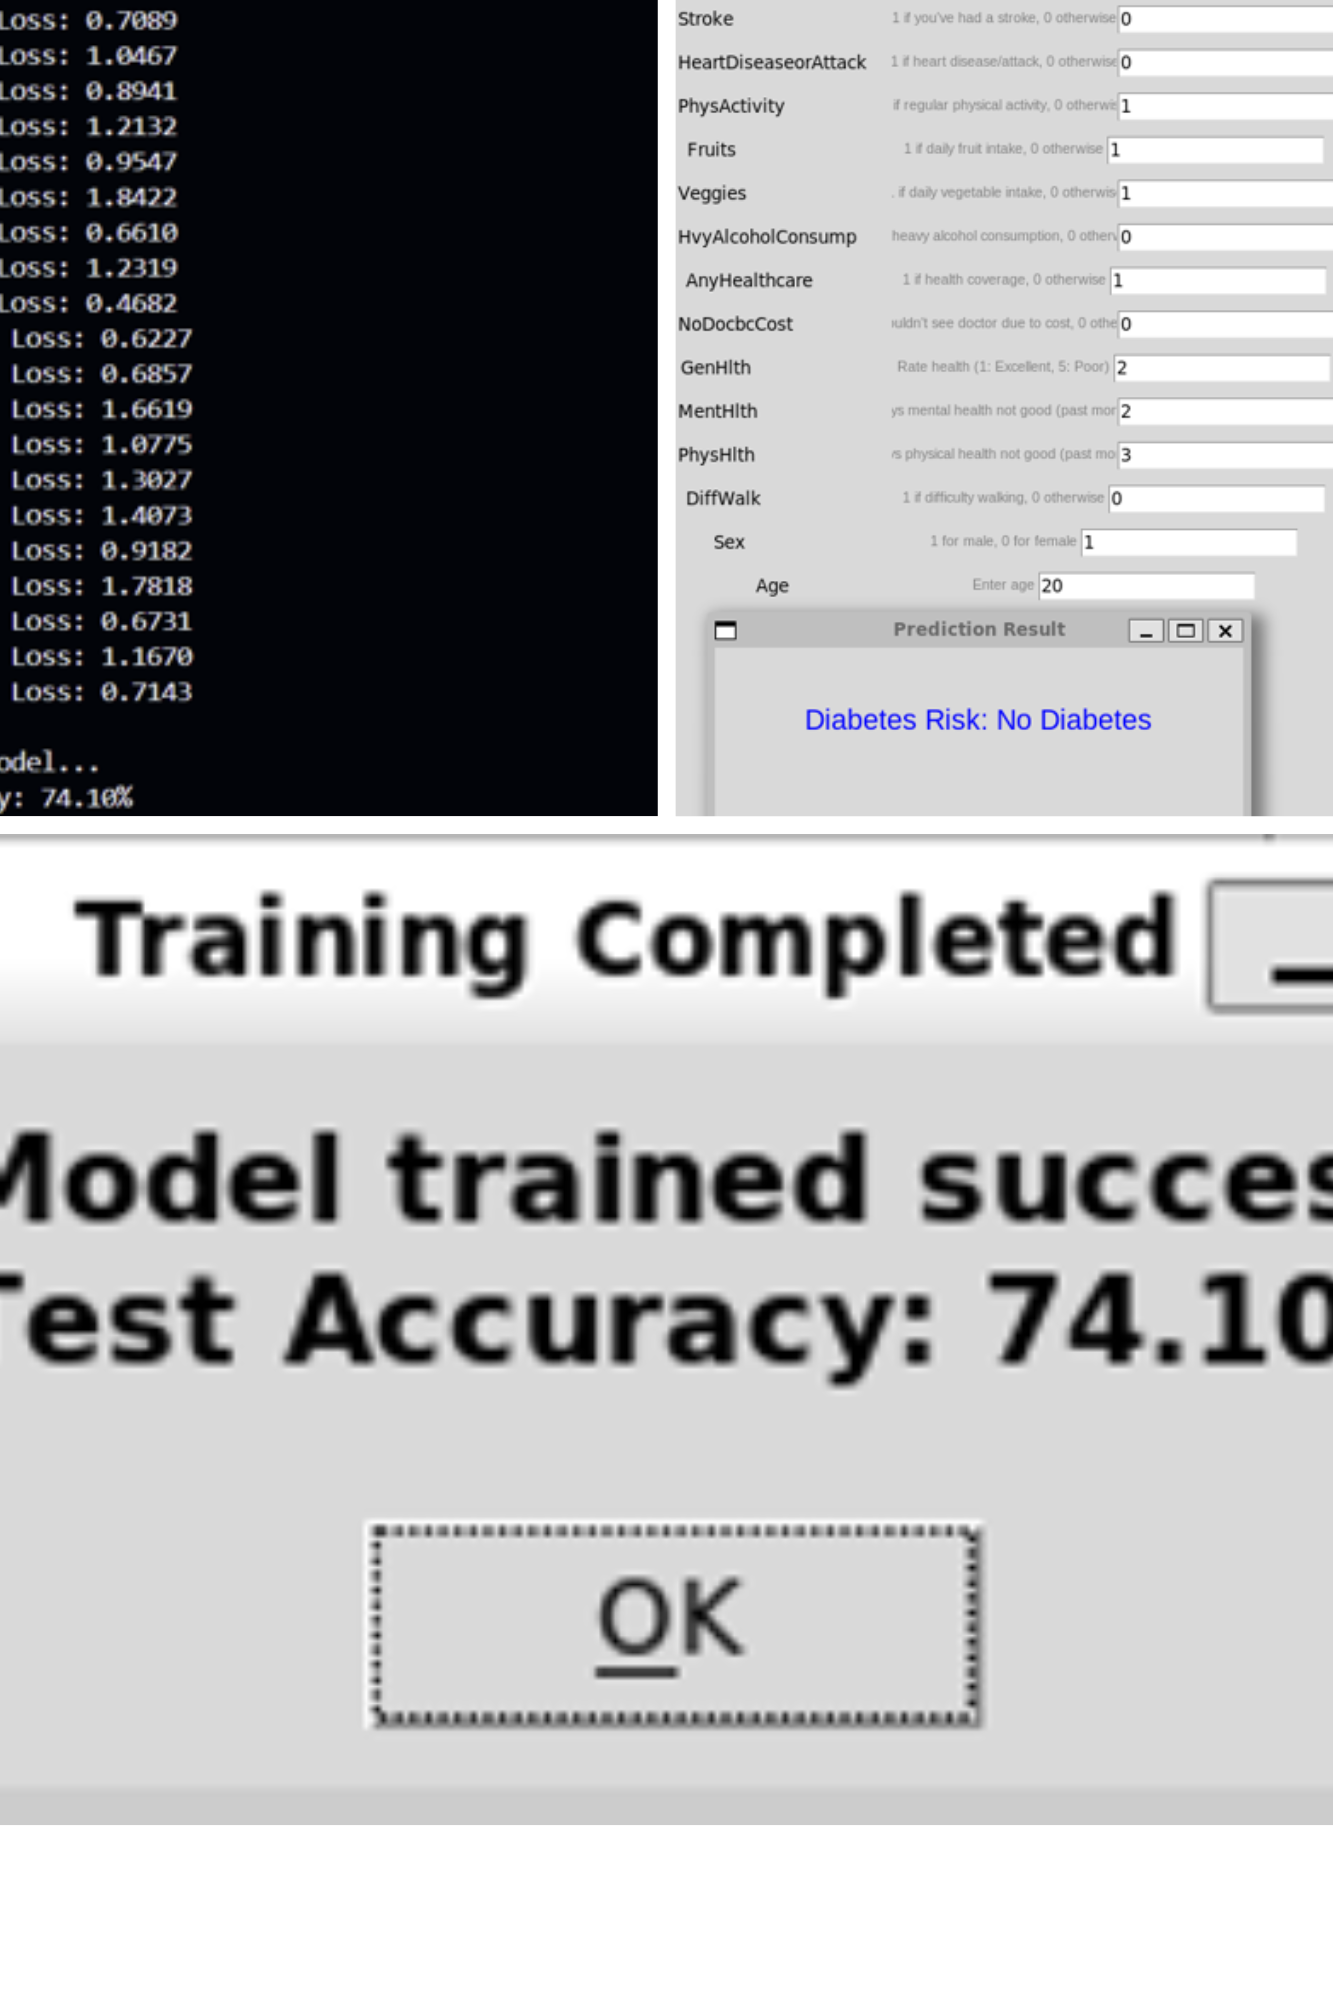 Loss: 0.7089
Loss: 1.0467
Loss: 0.8941
Loss: 1.2132
Loss: 0.9547
Loss: 1.8422
Loss: 0.6610
Loss: 1.2319
Loss: 0.4682
Loss: 0.6227
Loss: 0.6857
Loss: 1.6619
Loss: 1.0775
Loss: 1.3027
Loss: 1.4073
Loss: 0.9182
Loss: 1.7818
Loss: 0.6731
Loss: 1.1670
Loss: 0.7143
odel...
y: 74.10%
Stroke 1 if you've had a stroke, 0 otherwise 0
HeartDiseaseorAttack 1 if heart disease/attack, 0 otherwise 0
PhysActivity if regular physical activity, 0 otherwis 1
Fruits 1 if daily fruit intake, 0 otherwise 1
Veggies . if daily vegetable intake, 0 otherwis 1
HvyAlcoholConsump heavy alcohol consumption, 0 otherw 0
AnyHealthcare 1 if health coverage, 0 otherwise 1
NoDocbcCost uldn't see doctor due to cost, 0 othe 0
GenHlth Rate health (1: Excellent, 5: Poor) 2
MentHlth ys mental health not good (past mor 2
PhysHlth s physical health not good (past mo 3
DiffWalk 1 if difficulty walking, 0 otherwise 0
Sex 1 for male, 0 for female 1
Age Enter age 20
Prediction Result
Diabetes Risk: No Diabetes
Training Completed
Model trained succes
Test Accuracy: 74.10
OK